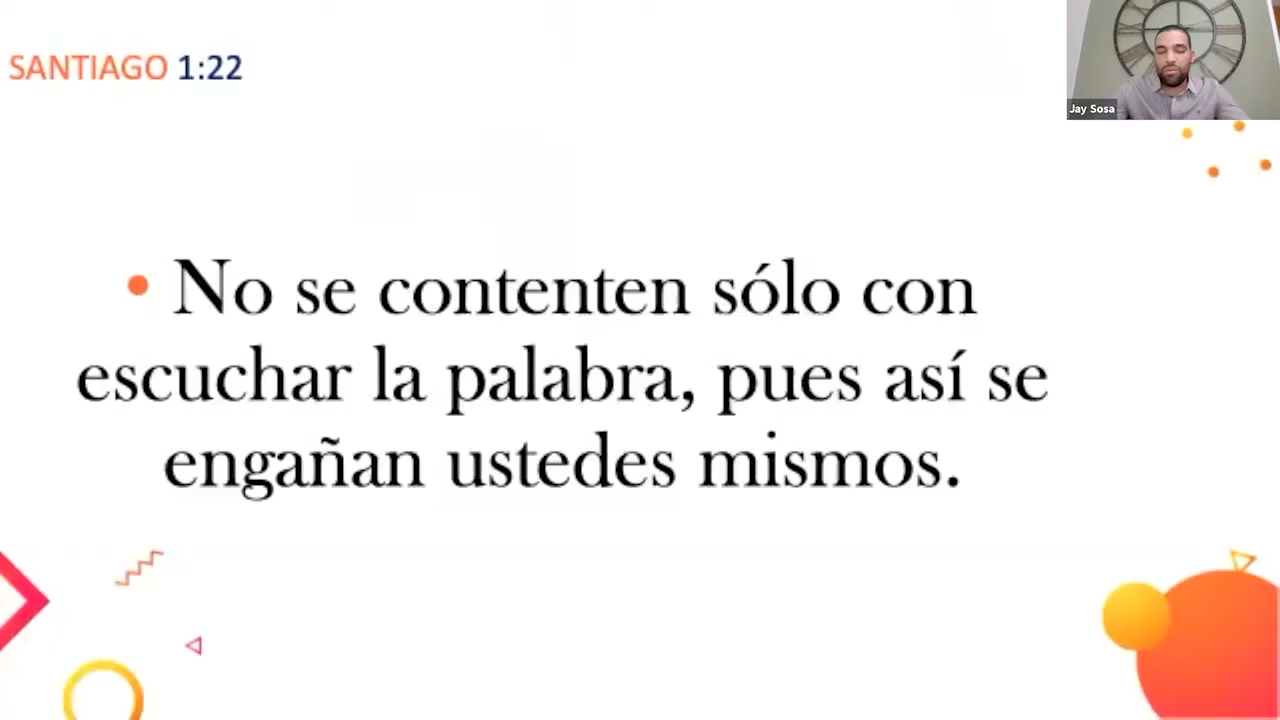 SANTIAGO 1:22
Jay Sosa
• No se contenten sólo con
escuchar la palabra, pues así se
engañan ustedes mismos.